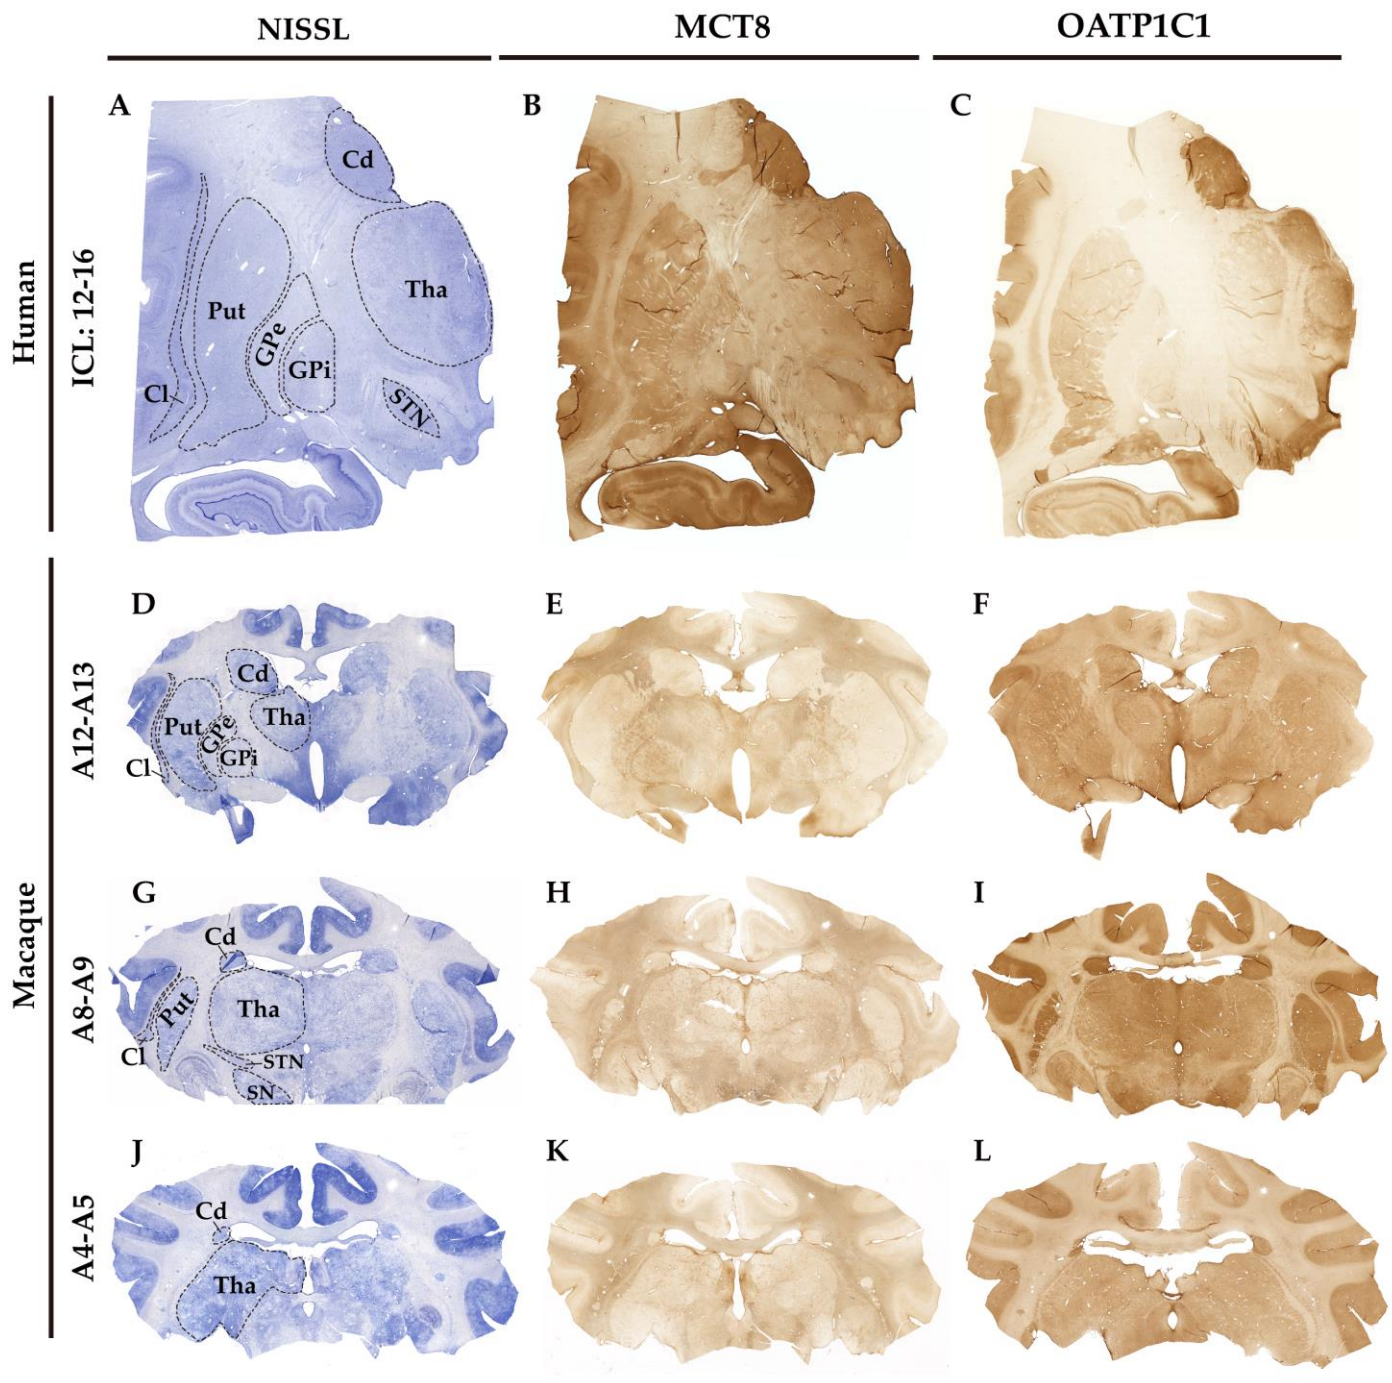 NISSL
MCT8
OATP1C1
Human
ICL: 12-16
A
Cd
Put
GPe
GPi
Tha
Cl
STN
B
C
Macaque
A12-A13
D
Cd
Put
GPe
GPi
Tha
Cl
E
F
A8-A9
G
Cd
Put
Tha
Cl
STN
SN
H
I
A4-A5
J
Cd
Tha
K
L